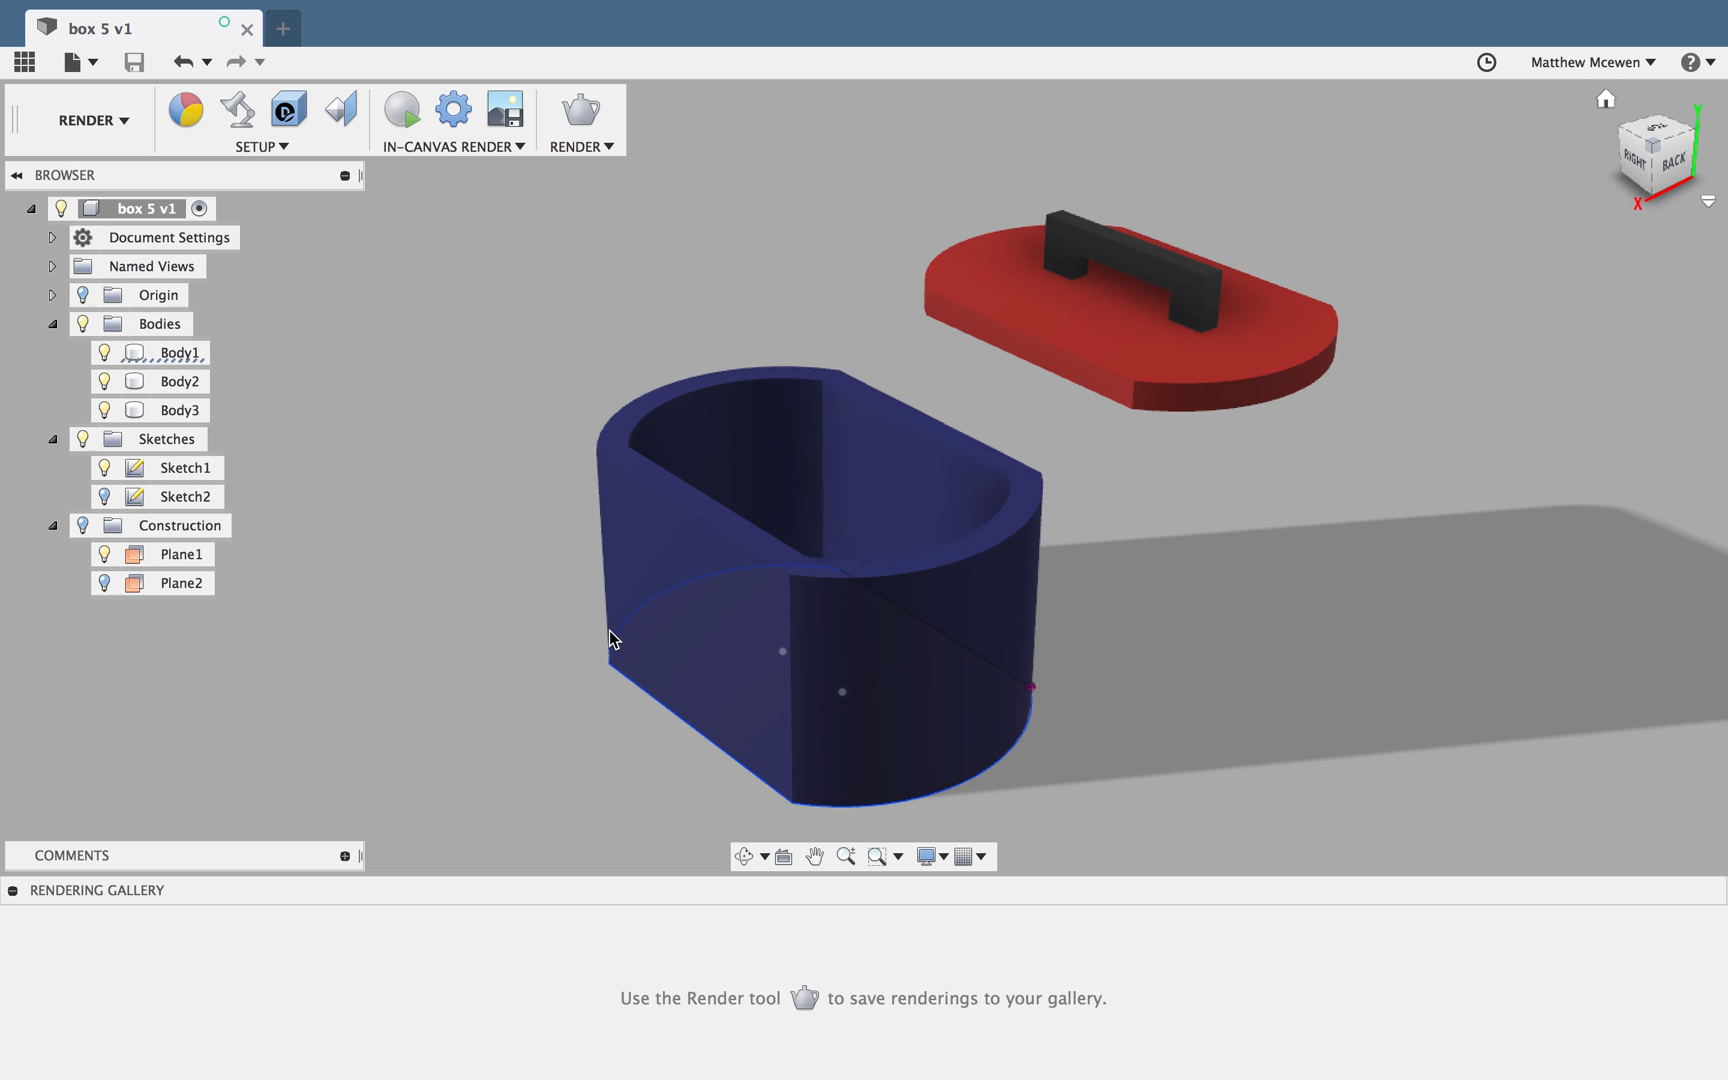 box 5 v1
Matthew Mcewen
RENDER
SETUP
IN-CANVAS RENDER
RENDER
TOP
RIGHT
BACK
Y
X
BROWSER
box 5 v1
Document Settings
Named Views
Origin
Bodies
Body1
Body2
Body3
Sketches
Sketch1
Sketch2
Construction
Plane1
Plane2
COMMENTS
RENDERING GALLERY
Use the Render tool to save renderings to your gallery.